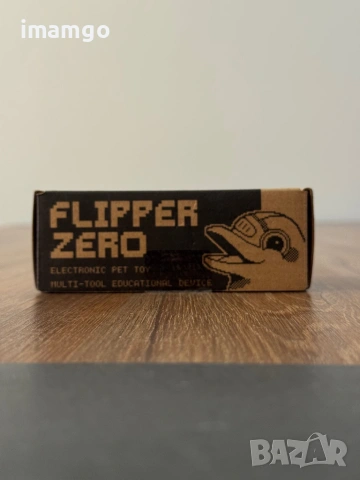 imamgo
FLIPPER
ZERO
ELECTRONIC PET TOY
MULTI-TOOL EDUCATIONAL DEVICE
BAZAR